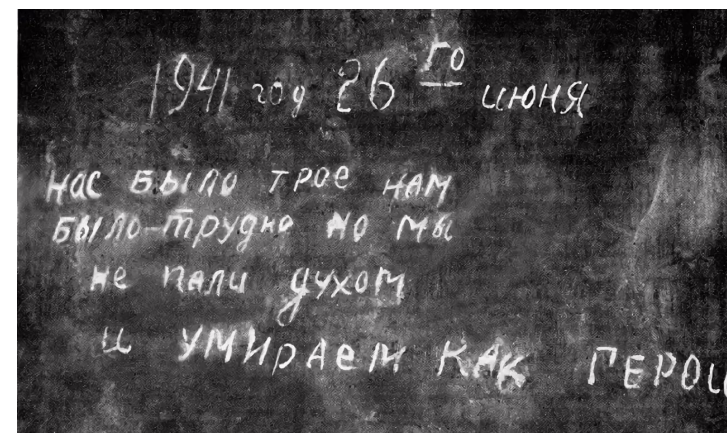 1941 год 26 го июня
нас было трое нам
было-трудно но мы
не пали духом
и умираем как герои